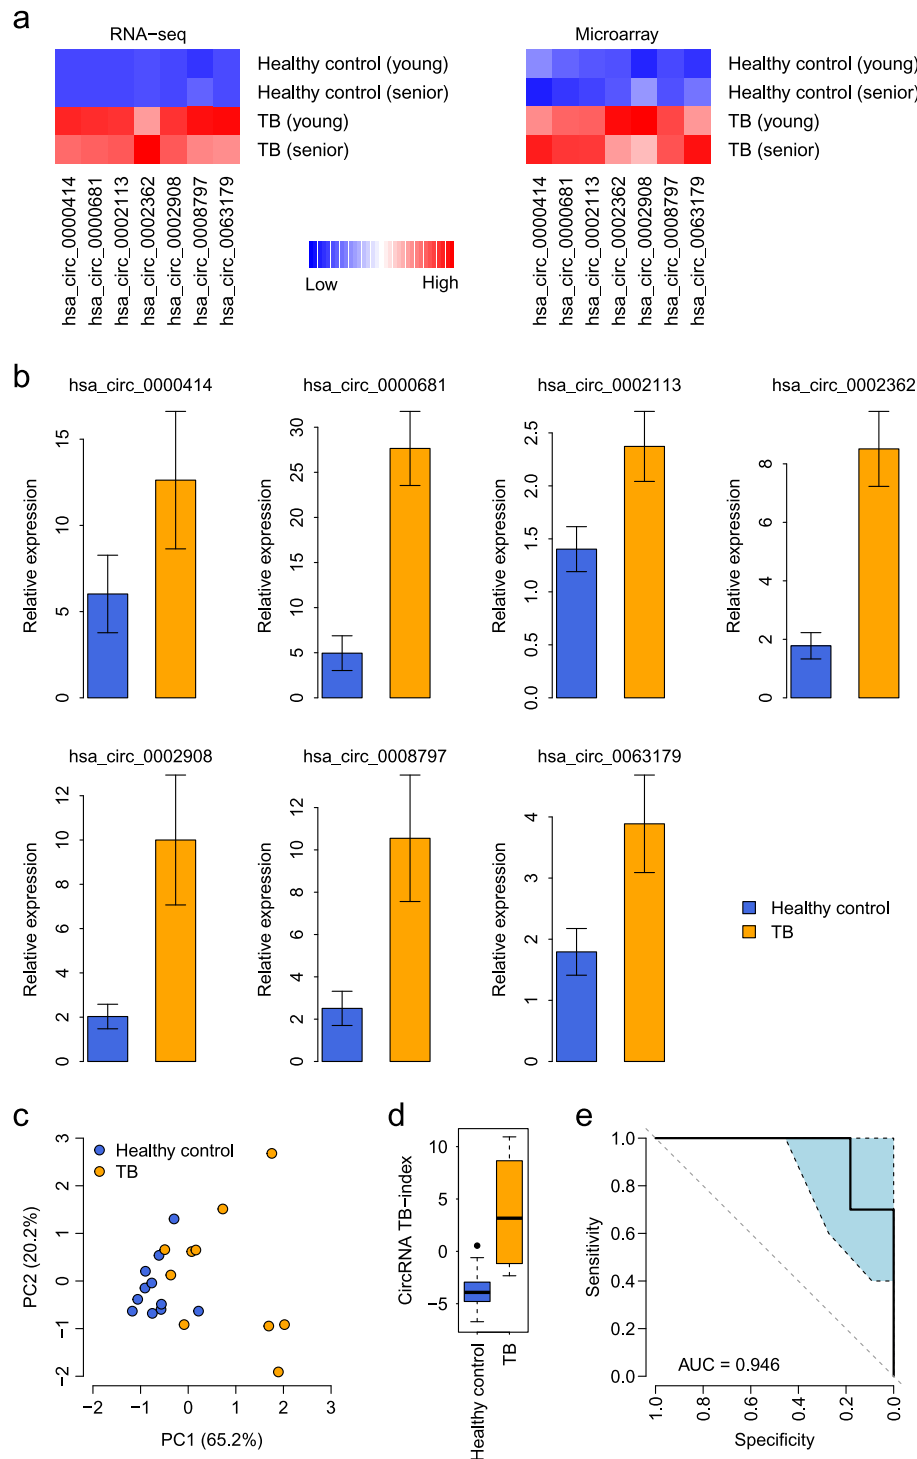 a
RNA−seq
Microarray
Healthy control (young)
Healthy control (senior)
TB (young)
TB (senior)
Healthy control (young)
Healthy control (senior)
TB (young)
TB (senior)
hsa_circ_0000414
hsa_circ_0000681
hsa_circ_0002113
hsa_circ_0002362
hsa_circ_0002908
hsa_circ_0008797
hsa_circ_0063179
Low
High
hsa_circ_0000414
hsa_circ_0000681
hsa_circ_0002113
hsa_circ_0002362
hsa_circ_0002908
hsa_circ_0008797
hsa_circ_0063179
b
hsa_circ_0000414
Relative expression
0
5
10
15
hsa_circ_0000681
Relative expression
0
5
10
15
20
25
30
hsa_circ_0002113
Relative expression
0.0
0.5
1.0
1.5
2.0
2.5
hsa_circ_0002362
Relative expression
0
2
4
6
8
hsa_circ_0002908
Relative expression
0
2
4
6
8
10
12
hsa_circ_0008797
Relative expression
0
2
4
6
8
10
12
hsa_circ_0063179
Relative expression
0
1
2
3
4
Healthy control
TB
c
Healthy control
TB
PC2 (20.2%)
3
2
1
0
−1
−2
−2
−1
0
1
2
3
PC1 (65.2%)
d
CircRNA TB−index
10
5
0
−5
Healthy control
TB
e
Sensitivity
1.0
0.8
0.6
0.4
0.2
0.0
AUC = 0.946
1.0
0.8
0.6
0.4
0.2
0.0
Specificity